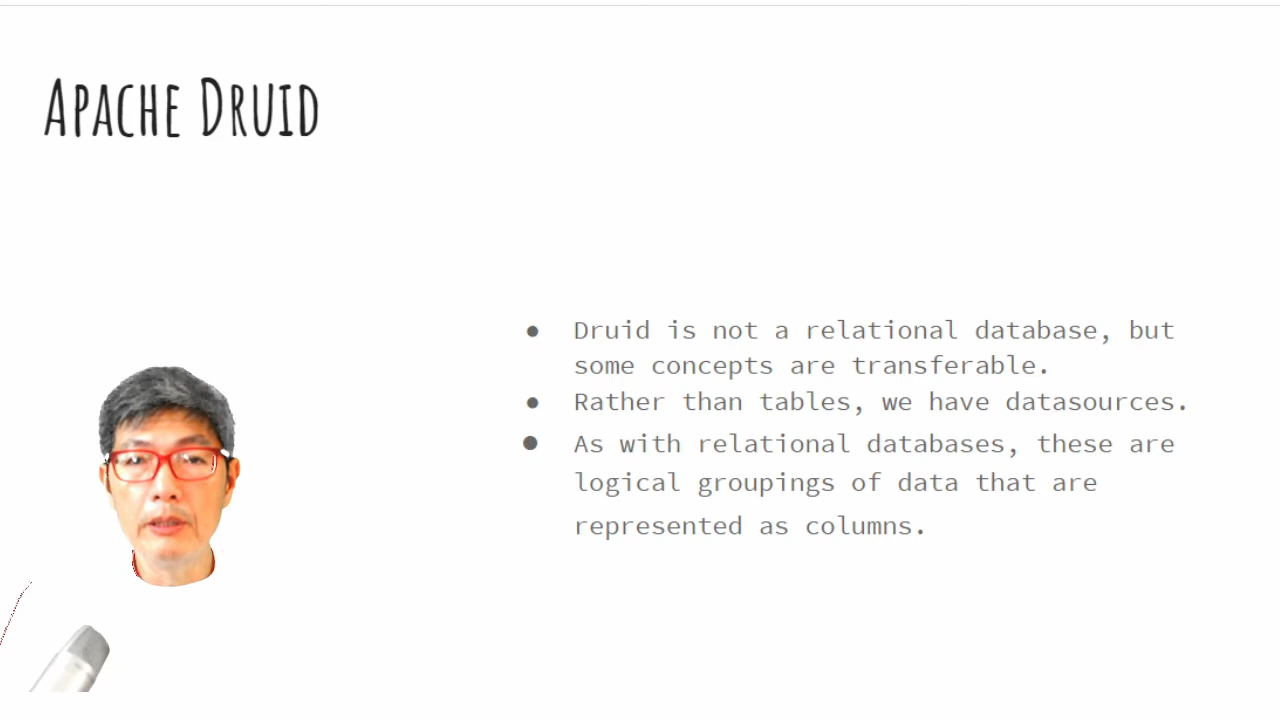 Apache Druid
● Druid is not a relational database, but
some concepts are transferable.
● Rather than tables, we have datasources.
● As with relational databases, these are
logical groupings of data that are
represented as columns.